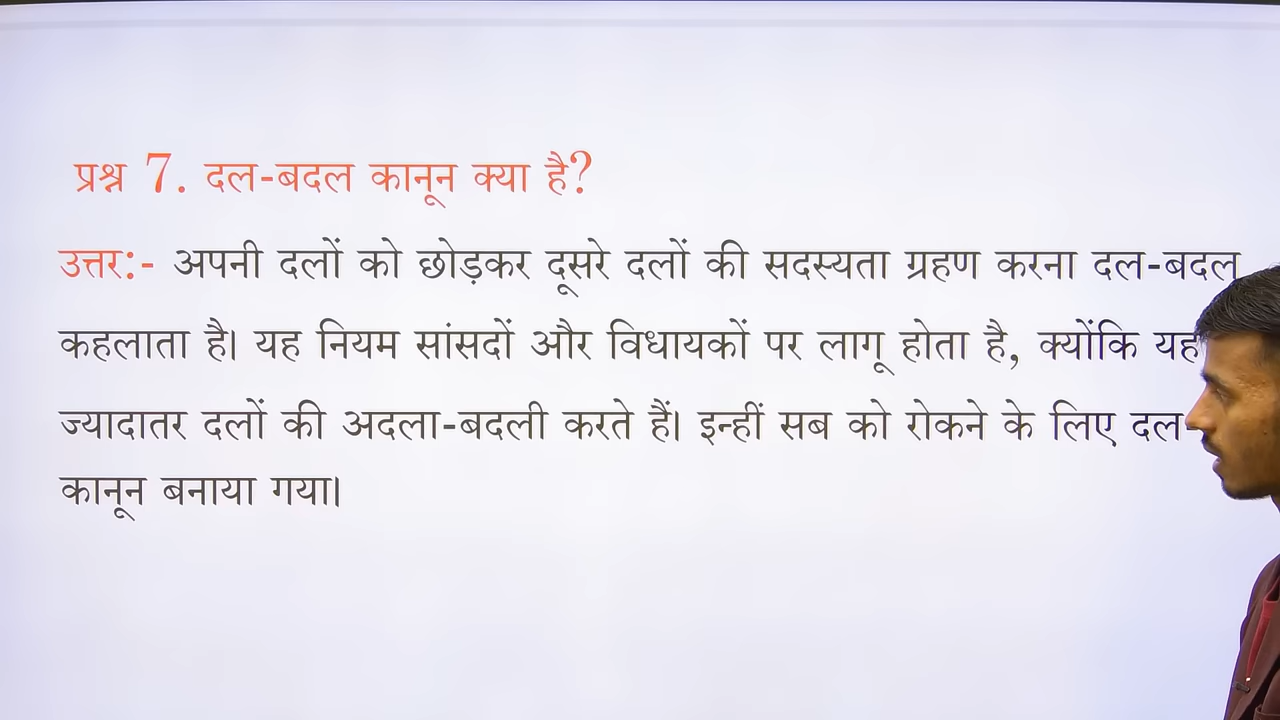 प्रश्न 7. दल-बदल कानून क्या है?
उत्तर:- अपनी दलों को छोड़कर दूसरे दलों की सदस्यता ग्रहण करना दल-बदल
कहलाता है। यह नियम सांसदों और विधायकों पर लागू होता है, क्योंकि यह
ज्यादातर दलों की अदला-बदली करते हैं। इन्हीं सब को रोकने के लिए दल-
कानून बनाया गया।